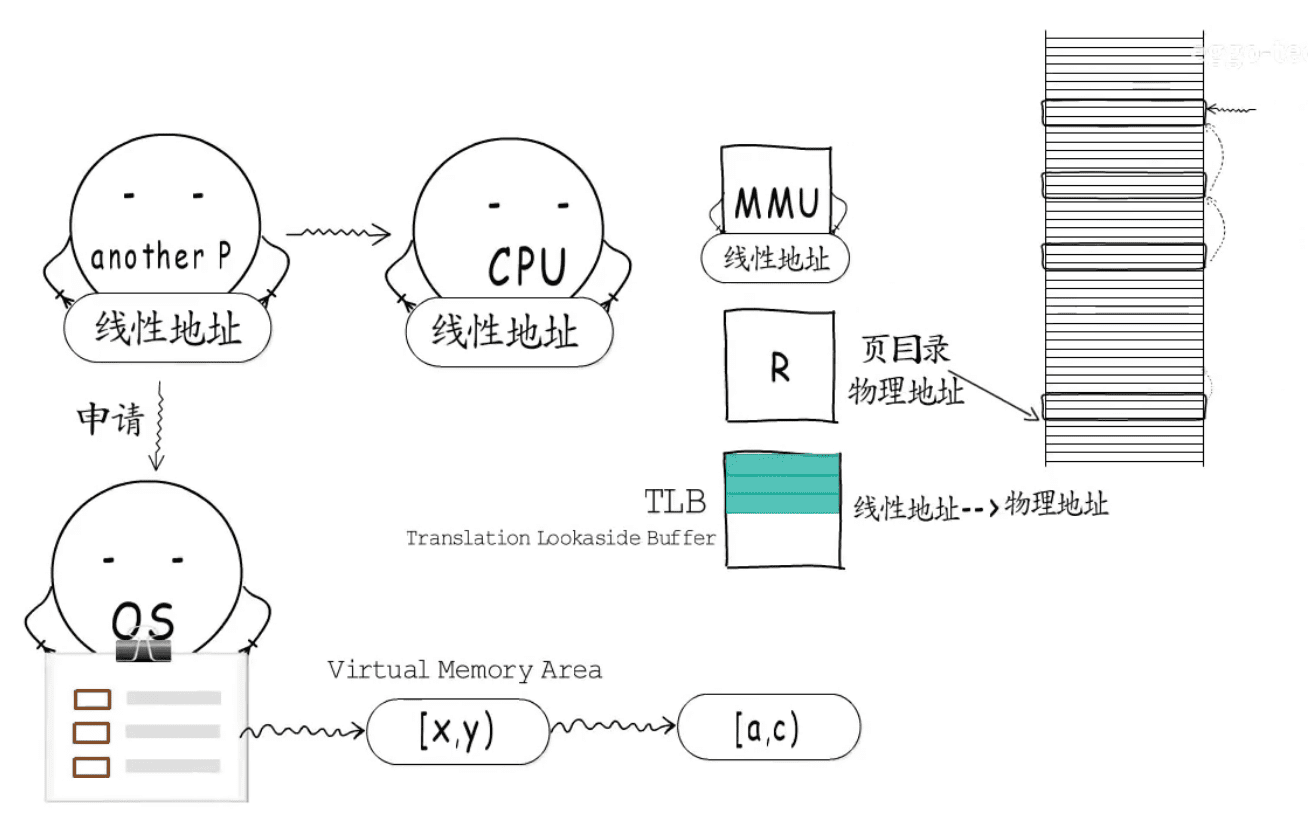 another P
线性地址
CPU
线性地址
MMU
线性地址
R
页目录
物理地址
申请
TLB
Translation Lookaside Buffer
线性地址-->物理地址
OS
Virtual Memory Area
[x,y)
[a,c)